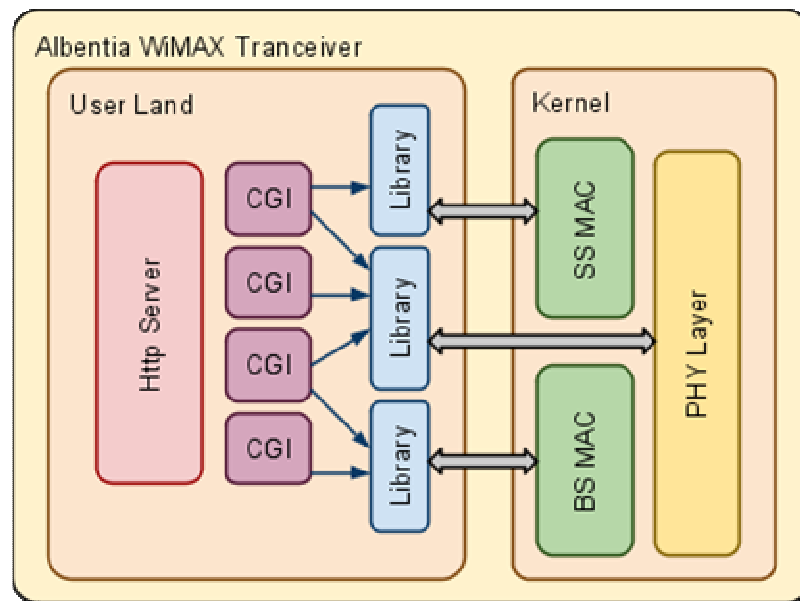 Albentia WiMAX Tranceiver
User Land
Http Server
CGI
CGI
CGI
CGI
Library
Library
Library
Kernel
SS MAC
BS MAC
PHY Layer